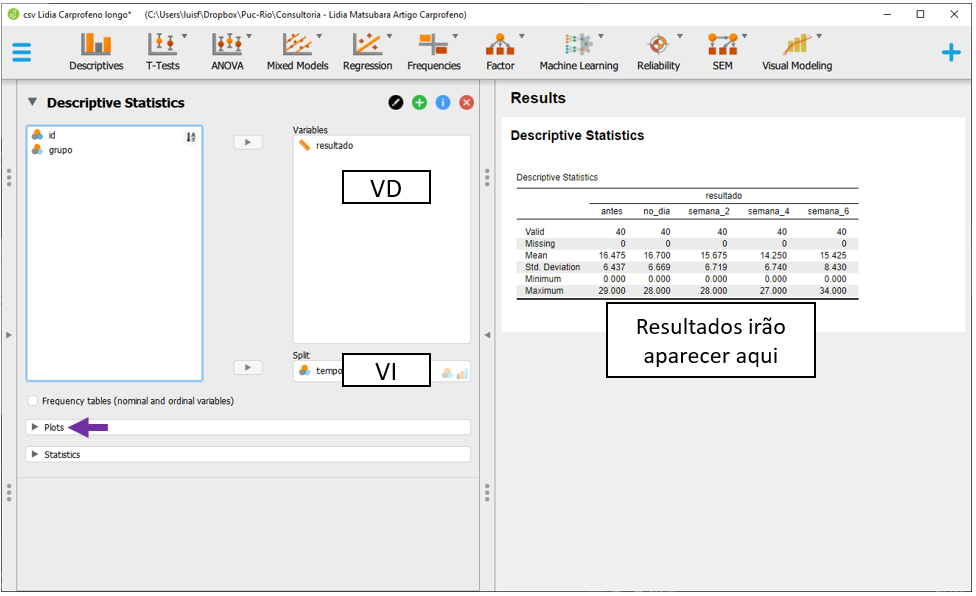 csv Lidia Carprofeno longo* (C:\Users\luisf\Dropbox\Puc-Rio\Consultoria - Lidia Matsubara Artigo Carprofeno)
Descriptives T-Tests ANOVA Mixed Models Regression Frequencies Factor Machine Learning Reliability SEM Visual Modeling
Descriptive Statistics
id
grupo
Variables
resultado
VD
Split
tempo
VI
Frequency tables (nominal and ordinal variables)
Plots
Statistics
Results
Descriptive Statistics
Descriptive Statistics
resultado
antes no_dia semana_2 semana_4 semana_6
Valid 40 40 40 40 40
Missing 0 0 0 0 0
Mean 16.475 16.700 15.675 14.250 15.425
Std. Deviation 6.437 6.669 6.719 6.740 8.430
Minimum 0.000 0.000 0.000 0.000 0.000
Maximum 29.000 28.000 28.000 27.000 34.000
Resultados irão
aparecer aqui